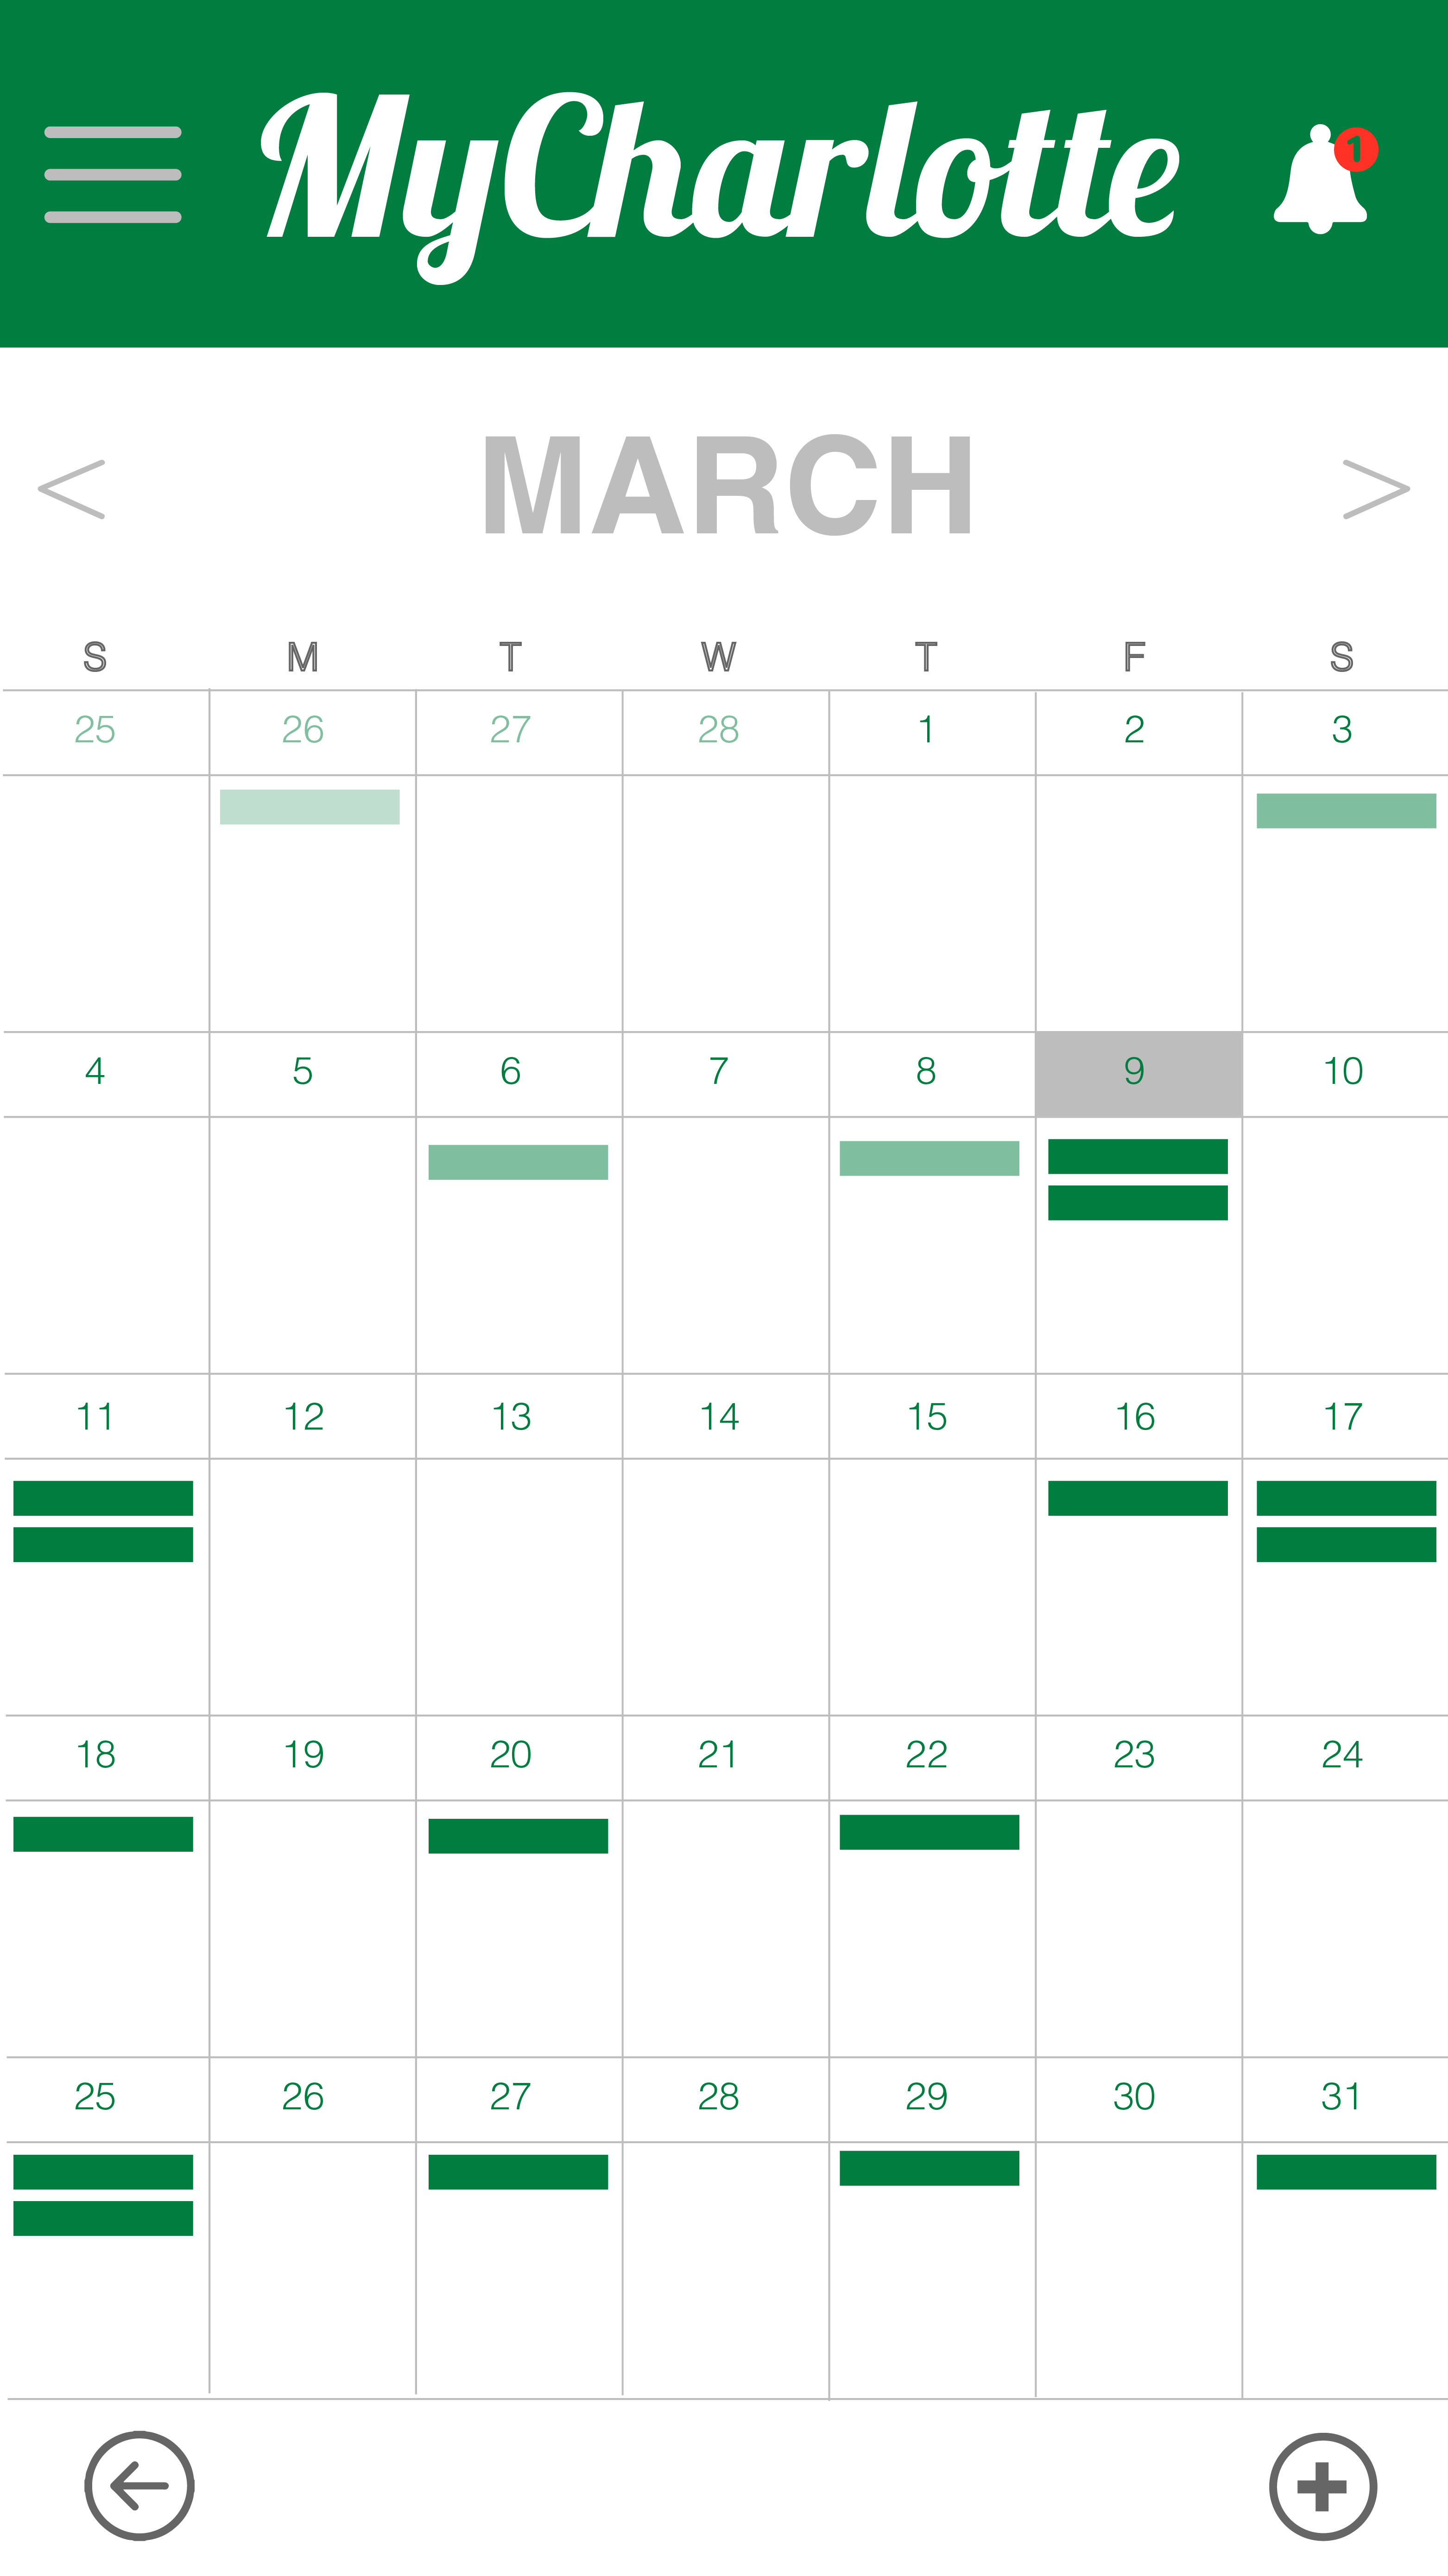 MyCharlotte
1
< MARCH >
S M T W T F S
25 26 27 28 1 2 3
4 5 6 7 8 9 10
11 12 13 14 15 16 17
18 19 20 21 22 23 24
25 26 27 28 29 30 31